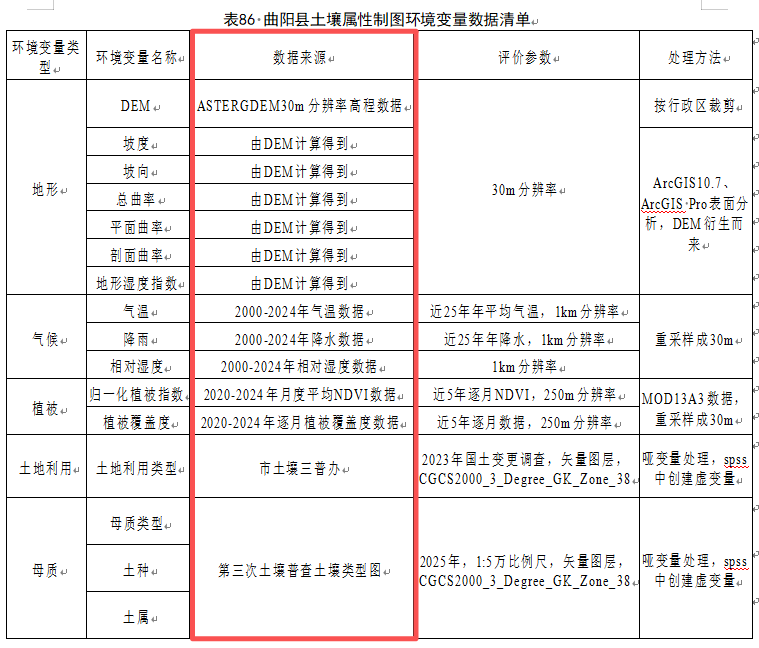 表86 曲阳县土壤属性制图环境变量数据清单
环境变量类
型
环境变量名称
数据来源
评价参数
处理方法
地形
DEM
ASTERGDEM30m 分辨率高程数据
30m分辨率
按行政区裁剪
坡度
由DEM计算得到
ArcGIS10.7、
ArcGIS Pro表面分
析，DEM衍生而
来
坡向
由DEM计算得到
总曲率
由DEM计算得到
平面曲率
由DEM计算得到
剖面曲率
由DEM计算得到
地形湿度指数
由DEM计算得到
气候
气温
2000-2024年气温数据
近25年年平均气温，1km分辨率
重采样成30m
降雨
2000-2024年降水数据
近25年年降水，1km分辨率
相对湿度
2000-2024年相对湿度数据
1km分辨率
植被
归一化植被指数
2020-2024年月度平均NDVI数据
近5年逐月NDVI，250m分辨率
MOD13A3数据，
重采样成30m
植被覆盖度
2020-2024年逐月植被覆盖度数据
近5年逐月数据，250m分辨率
土地利用
土地利用类型
市土壤三普办
2023年国土变更调查，矢量图层，
CGCS2000_3_Degree_GK_Zone_38
哑变量处理，spss
中创建虚变量
母质
母质类型
第三次土壤普查土壤类型图
2025年，1:5万比例尺，矢量图层，
CGCS2000_3_Degree_GK_Zone_38
哑变量处理，spss
中创建虚变量
土种
土属